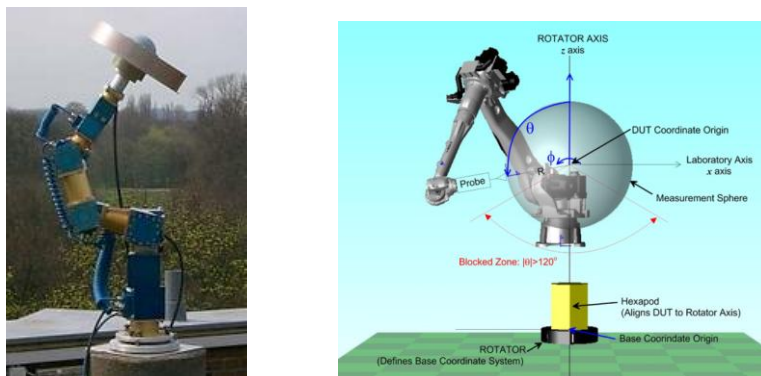 ROTATOR AXIS
z axis
θ
DUT Coordinate Origin
ϕ
Laboratory Axis
x axis
R
Probe
Measurement Sphere
Blocked Zone: |θ|>120°
Hexapod
(Aligns DUT to Rotator Axis)
Base Coorindate Origin
ROTATOR
(Defines Base Coordinate System)